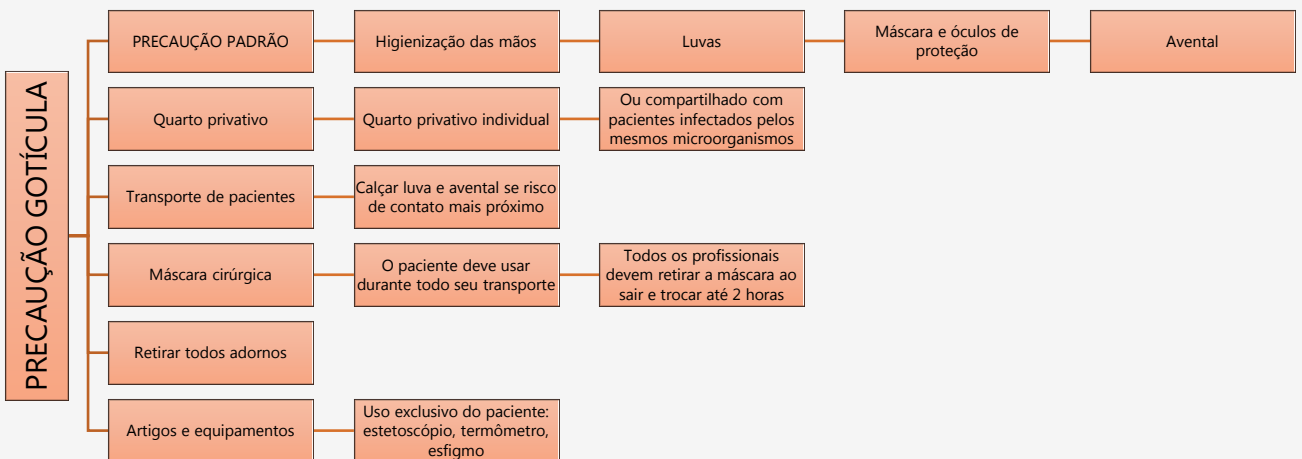 PRECAUÇÃO GOTÍCULA
PRECAUÇÃO PADRÃO
Higienização das mãos
Luvas
Máscara e óculos de
proteção
Avental
Quarto privativo
Quarto privativo individual
Ou compartilhado com
pacientes infectados pelos
mesmos microorganismos
Transporte de pacientes
Calçar luva e avental se risco
de contato mais próximo
Máscara cirúrgica
O paciente deve usar
durante todo seu transporte
Todos os profissionais
devem retirar a máscara ao
sair e trocar até 2 horas
Retirar todos adornos
Artigos e equipamentos
Uso exclusivo do paciente:
estetoscópio, termômetro,
esfigmo